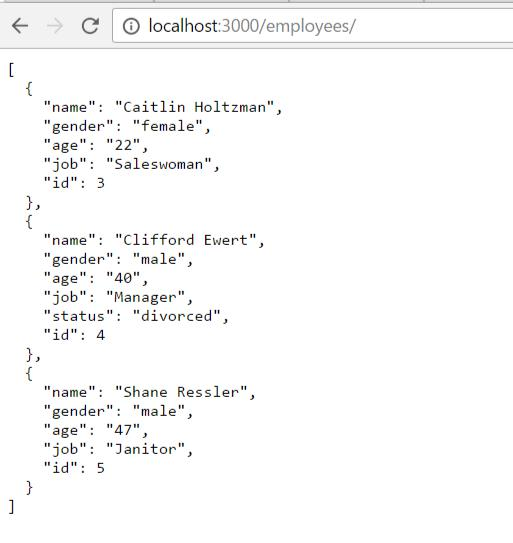 localhost:3000/employees/
[
  {
    "name": "Caitlin Holtzman",
    "gender": "female",
    "age": "22",
    "job": "Saleswoman",
    "id": 3
  },
  {
    "name": "Clifford Ewert",
    "gender": "male",
    "age": "40",
    "job": "Manager",
    "status": "divorced",
    "id": 4
  },
  {
    "name": "Shane Ressler",
    "gender": "male",
    "age": "47",
    "job": "Janitor",
    "id": 5
  }
]